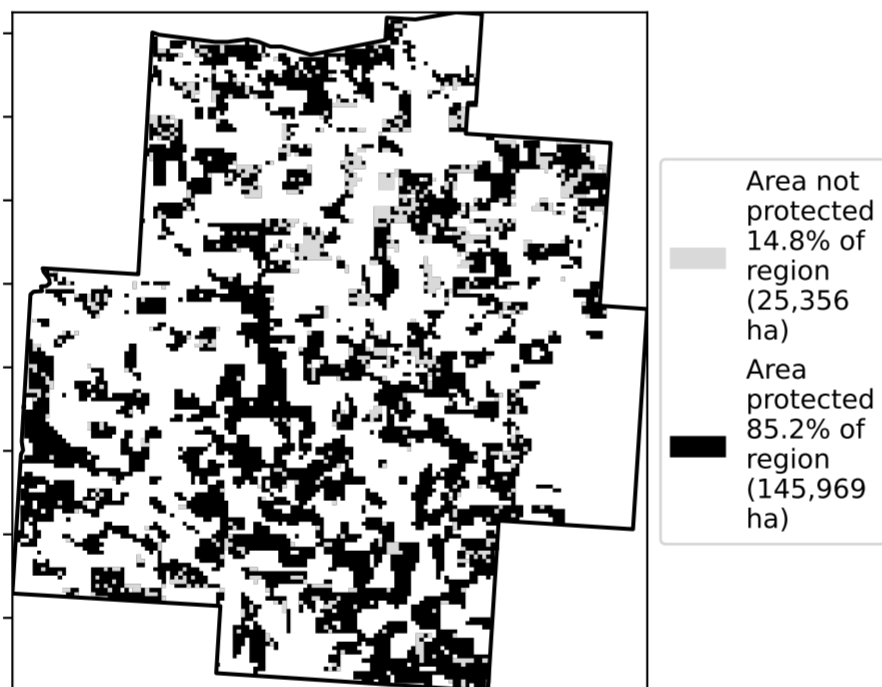 Area not
protected
14.8% of
region
(25,356
ha)
Area
protected
85.2% of
region
(145,969
ha)